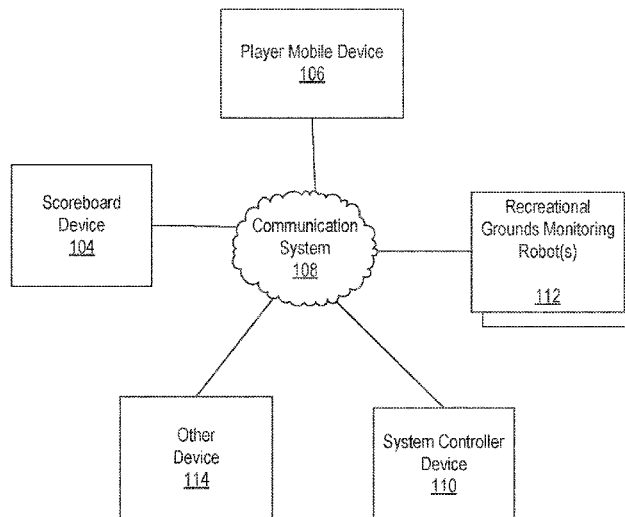 Player Mobile Device
106
Scoreboard
Device
104
Communication
System
108
Recreational
Grounds Monitoring
Robot(s)
112
Other
Device
114
System Controller
Device
110